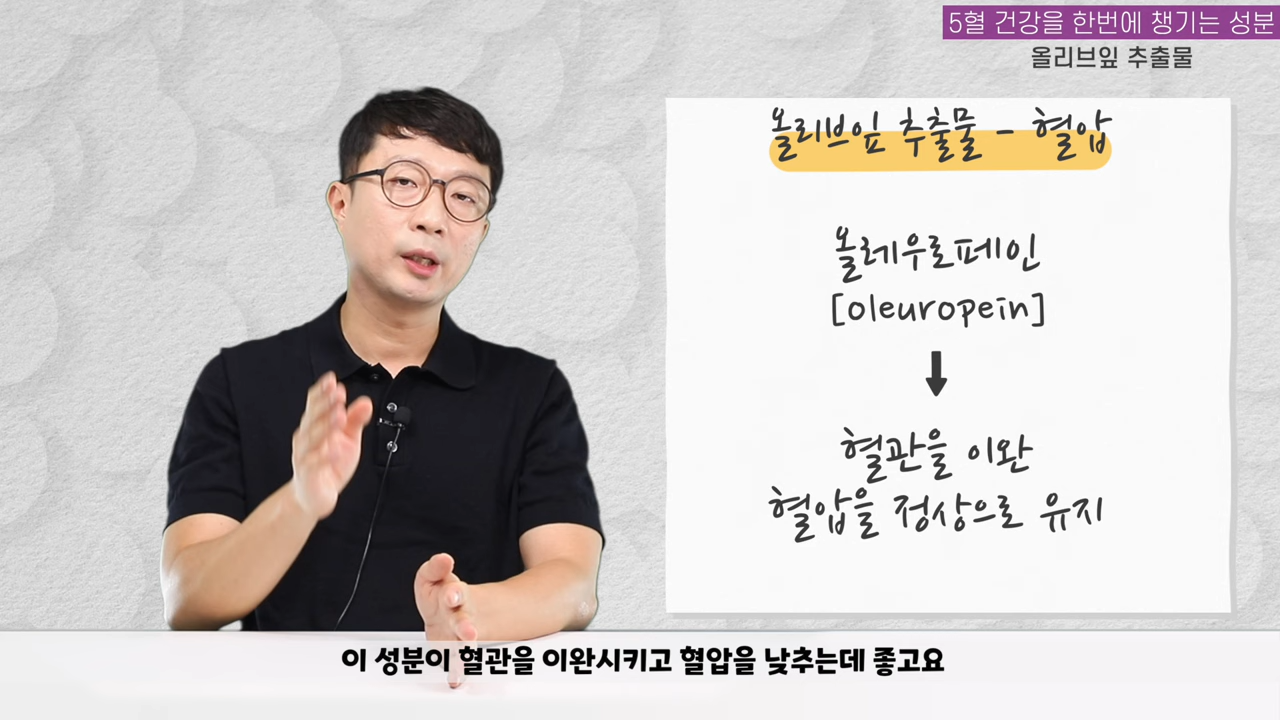 5혈 건강을 한번에 챙기는 성분
올리브잎 추출물
올리브잎 추출물 - 혈압
올레우로페인
[oleuropein]
혈관을 이완
혈압을 정상으로 유지
이 성분이 혈관을 이완시키고 혈압을 낮추는데 좋고요